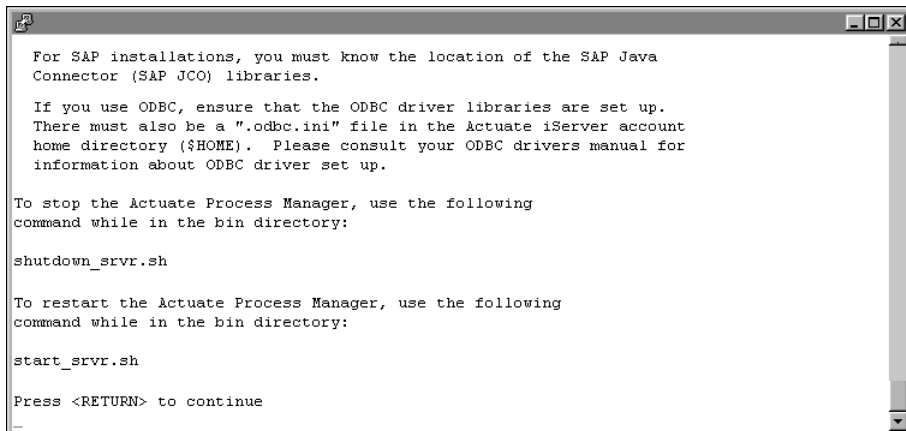 For SAP installations, you must know the location of the SAP Java
Connector (SAP JCO) libraries.
If you use ODBC, ensure that the ODBC driver libraries are set up.
There must also be a ".odbc.ini" file in the Actuate iServer account
home directory ($HOME).  Please consult your ODBC drivers manual for
information about ODBC driver set up.
To stop the Actuate Process Manager, use the following
command while in the bin directory:
shutdown_srvr.sh
To restart the Actuate Process Manager, use the following
command while in the bin directory:
start_srvr.sh
Press <RETURN> to continue